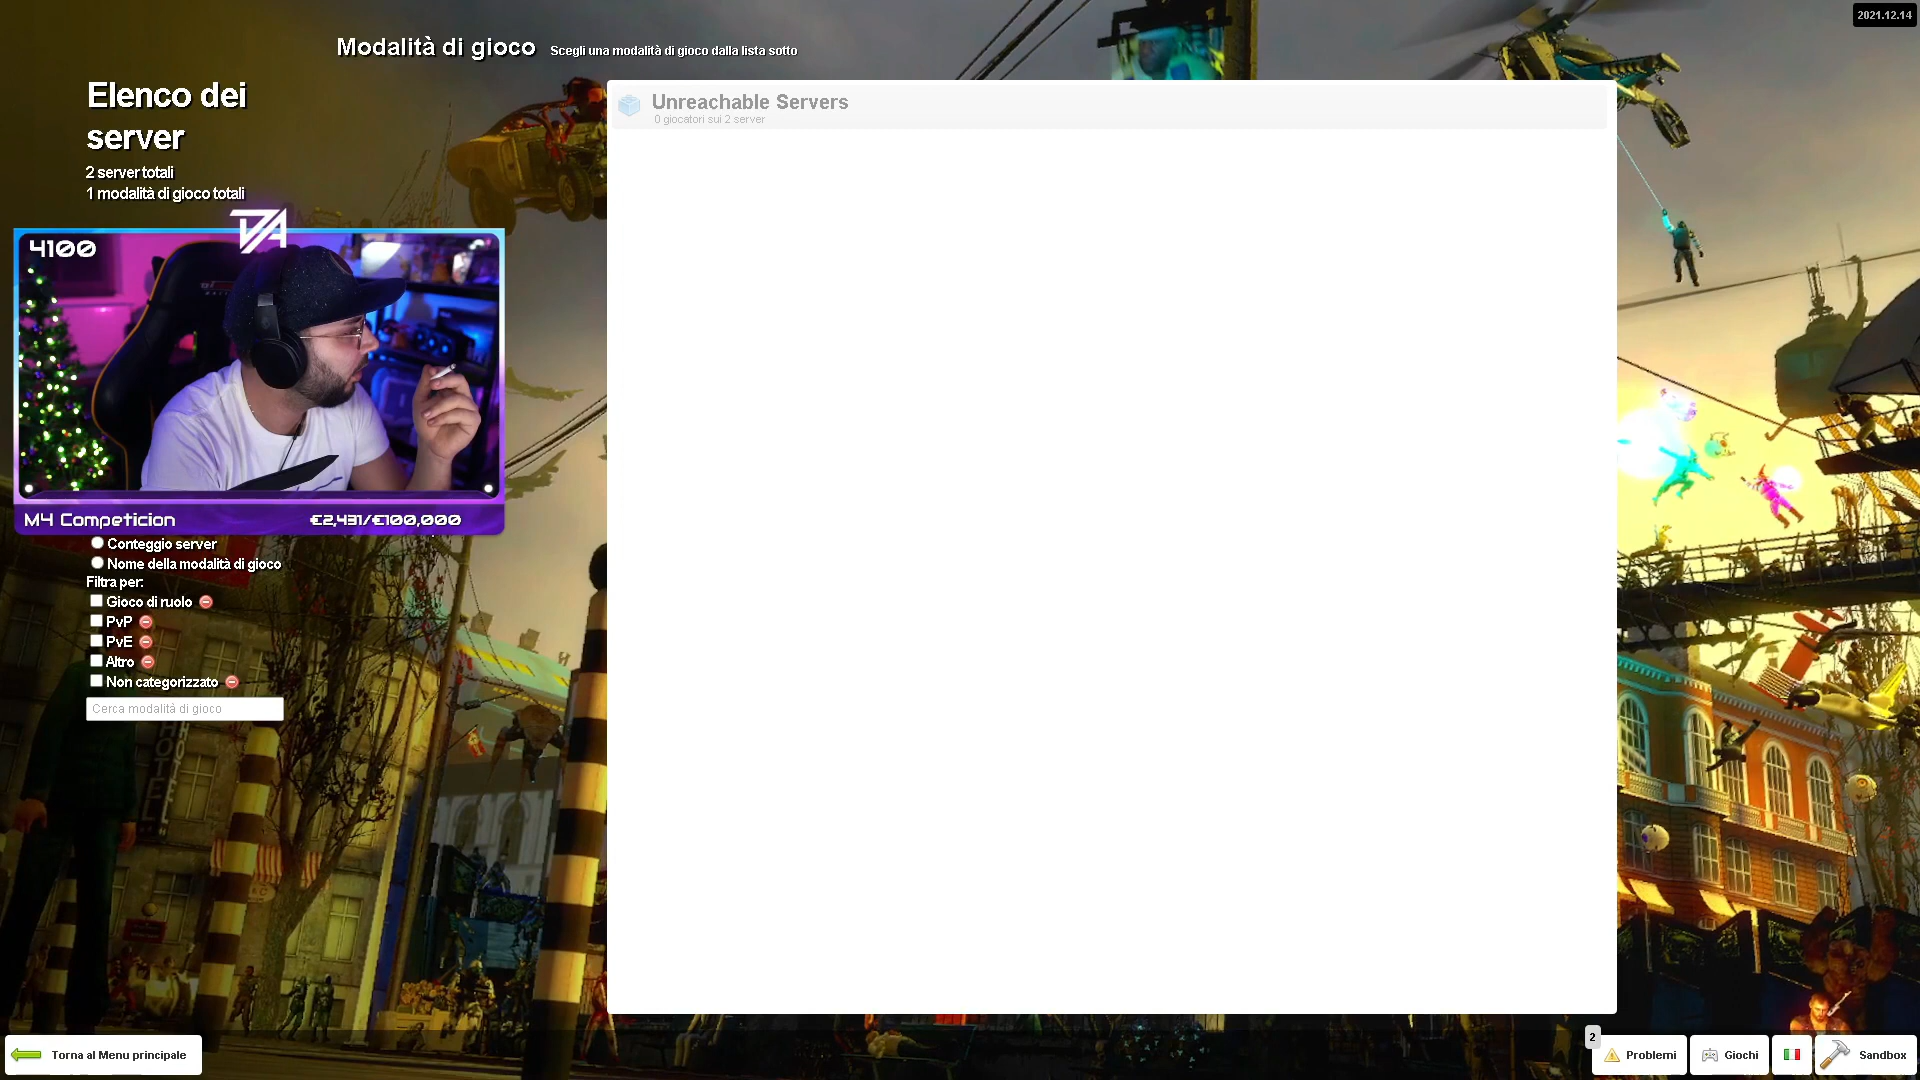 2021.12.14
Modalità di gioco Scegli una modalità di gioco dalla lista sotto
Elenco dei
server
2 server totali
1 modalità di gioco totali
Unreachable Servers
0 giocatori sui 2 server
4100
M4 Competicion €2,431/€100,000
Conteggio server
Nome della modalità di gioco
Filtra per:
Gioco di ruolo
PvP
PvE
Altro
Non categorizzato
Cerca modalità di gioco
HOTEL
Torna al Menu principale
2
Problemi
Giochi
Sandbox